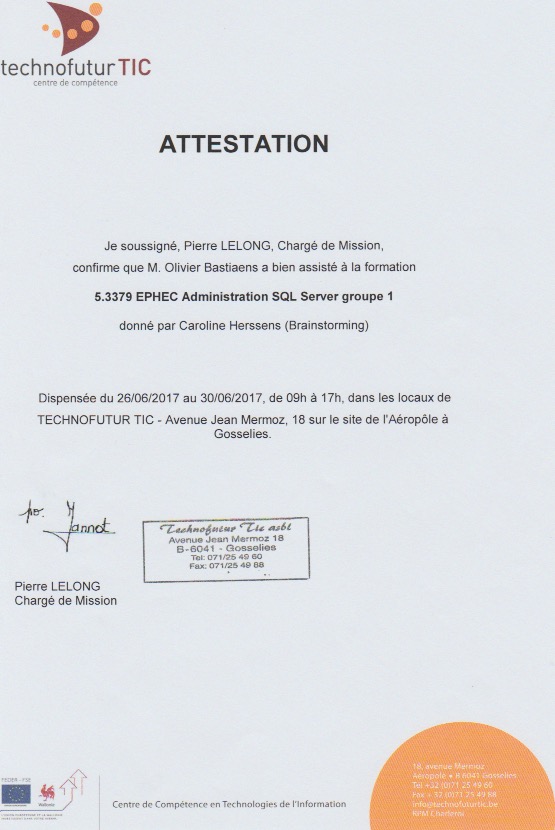 technofuturTIC
centre de compétence
ATTESTATION
Je soussigné, Pierre LELONG, Chargé de Mission,
confirme que M. Olivier Bastiaens a bien assisté à la formation
5.3379 EPHEC Administration SQL Server groupe 1
donné par Caroline Herssens (Brainstorming)
Dispensée du 26/06/2017 au 30/06/2017, de 09h à 17h, dans les locaux de
TECHNOFUTUR TIC - Avenue Jean Mermoz, 18 sur le site de l'Aéropôle à
Gosselies.
po. Jannot
Technofutur Tic asbl
Avenue Jean Mermoz 18
B-6041 - Gosselies
Tel: 071/25 49 60
Fax: 071/25 49 88
Pierre LELONG
Chargé de Mission
18, avenue Mermoz
Aéropole • B 6041 Gosselies
Tél +32 (0)71 25 49 60
Fax + 32 (0)71 25 49 88
info@technofuturtic.be
RPM Charleroi
FEDER - FSE
Wallonie
Centre de Compétence en Technologies de l'Information